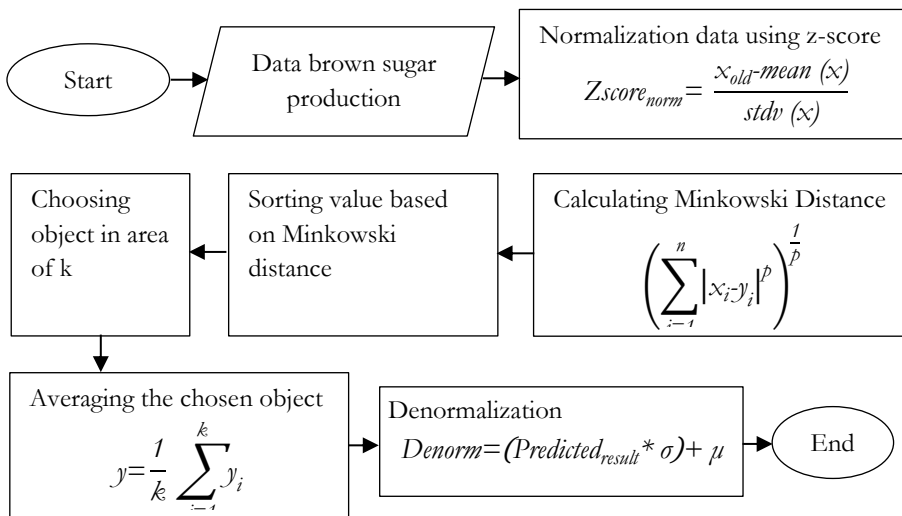 Start
Data brown sugar
production
Normalization data using z-score
Zscore_norm = (x_old-mean (x)) / (stdv (x))
Calculating Minkowski Distance
(∑_{i=1}^{n} |x_i-y_i|^p)^{1/p}
Sorting value based
on Minkowski
distance
Choosing
object in area
of k
Averaging the chosen object
y=1/k ∑_{i=1}^{k} y_i
Denormalization
Denorm=(Predicted_result* σ)+ μ
End